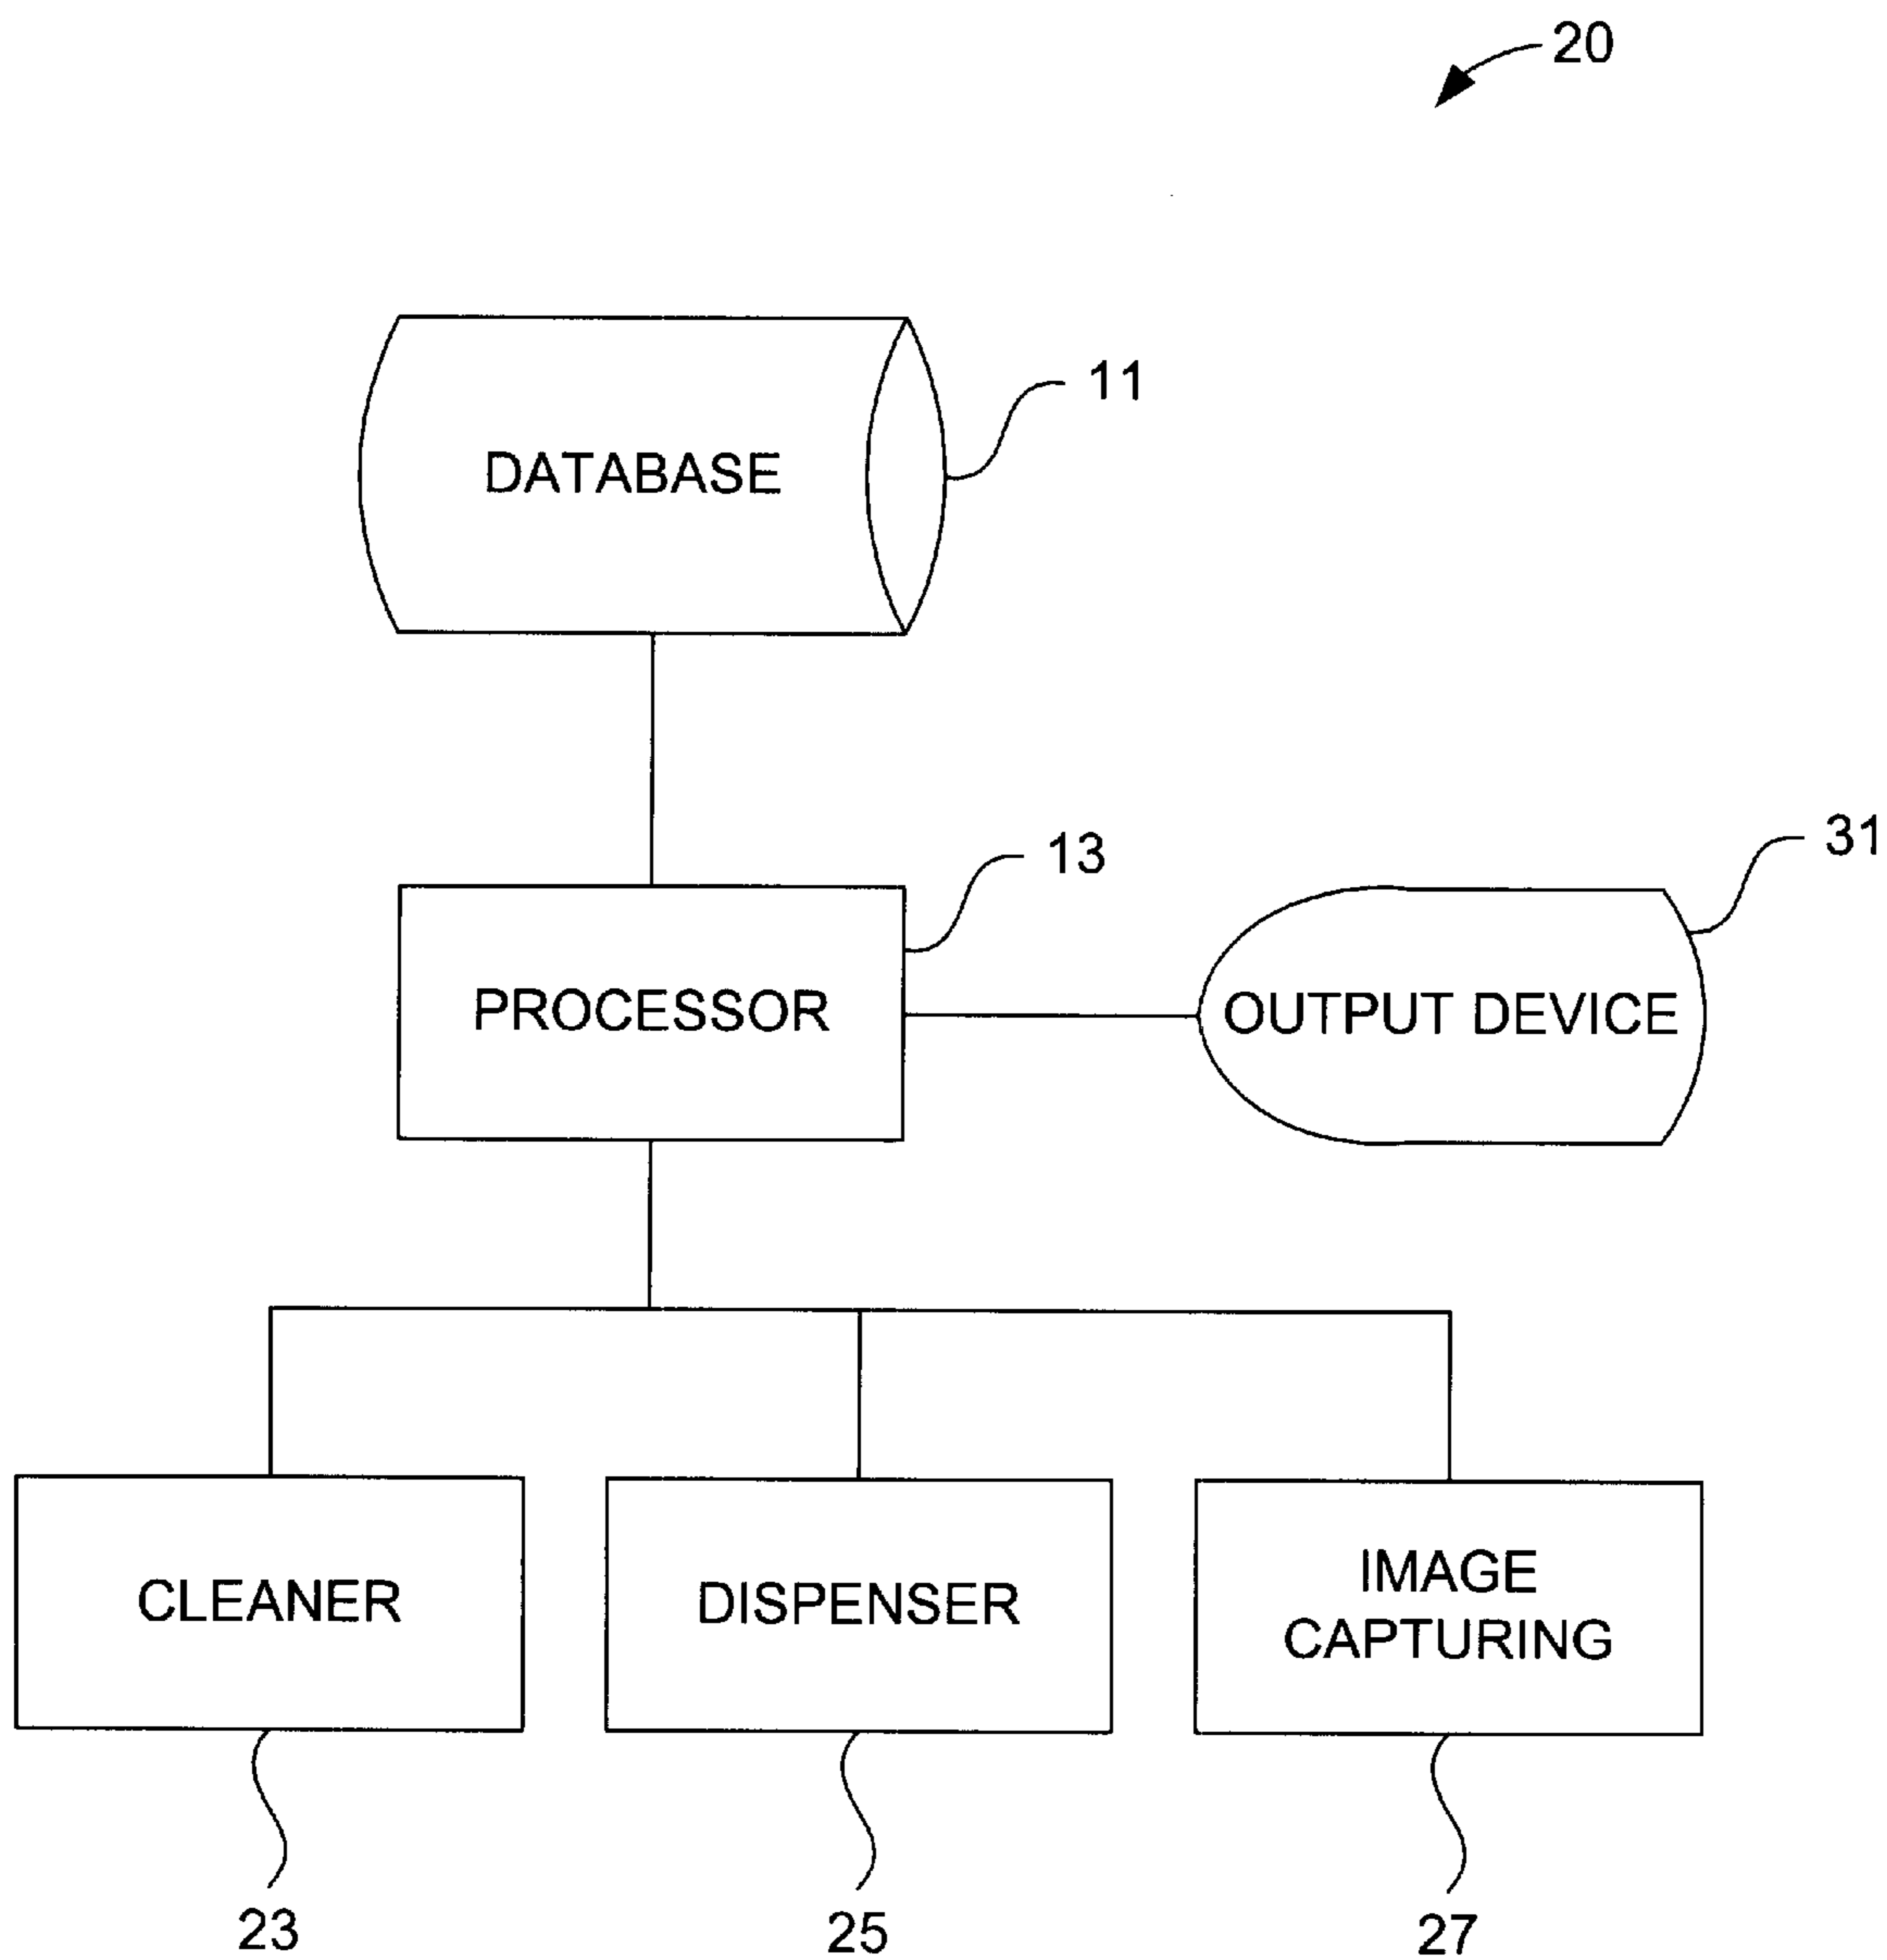 20
11
DATABASE
13
31
PROCESSOR
OUTPUT DEVICE
CLEANER
DISPENSER
IMAGE
CAPTURING
23
25
27